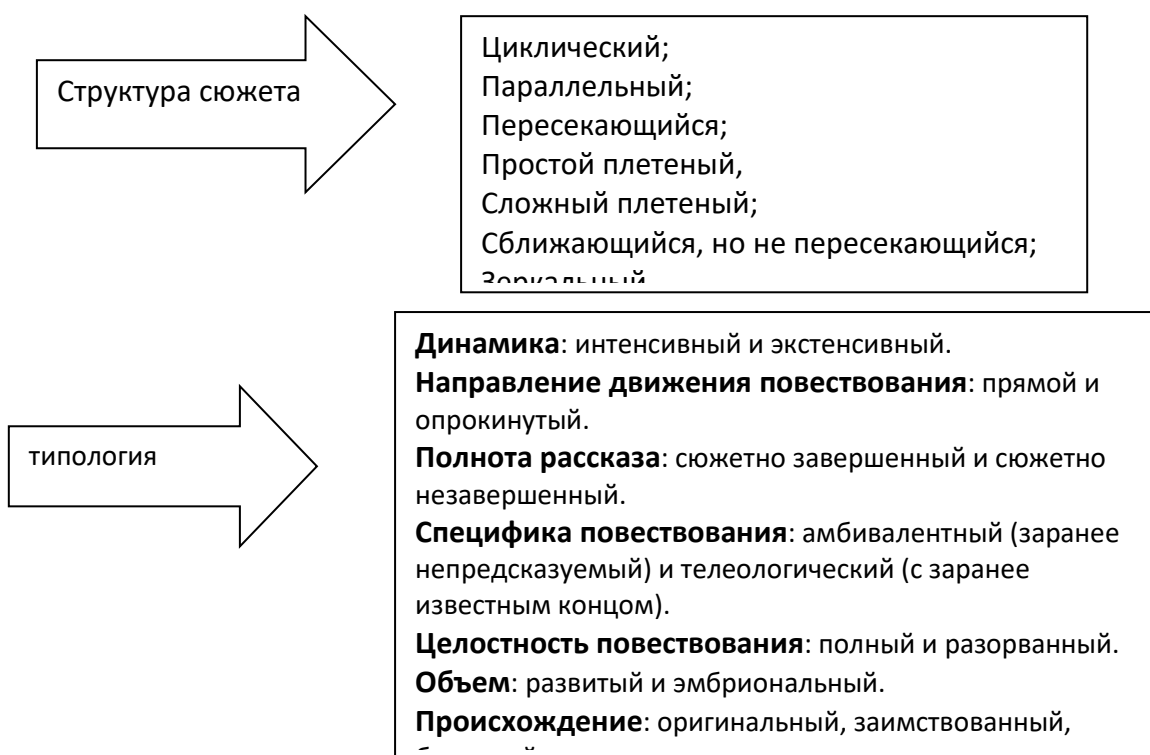 Структура сюжета
Циклический;
Параллельный;
Пересекающийся;
Простой плетеный,
Сложный плетеный;
Сближающийся, но не пересекающийся;
Зеркальный
типология
Динамика: интенсивный и экстенсивный.
Направление движения повествования: прямой и
опрокинутый.
Полнота рассказа: сюжетно завершенный и сюжетно
незавершенный.
Специфика повествования: амбивалентный (заранее
непредсказуемый) и телеологический (с заранее
известным концом).
Целостность повествования: полный и разорванный.
Объем: развитый и эмбриональный.
Происхождение: оригинальный, заимствованный,